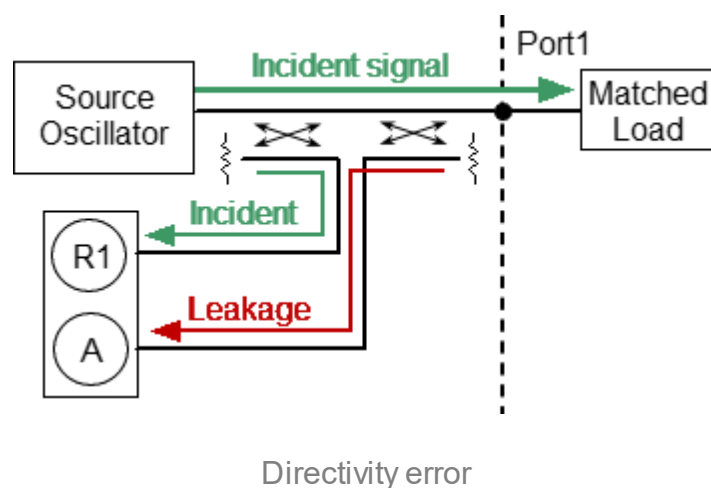 Port1
Incident signal
Source
Oscillator
Matched
Load
Incident
R1
Leakage
A
Directivity error